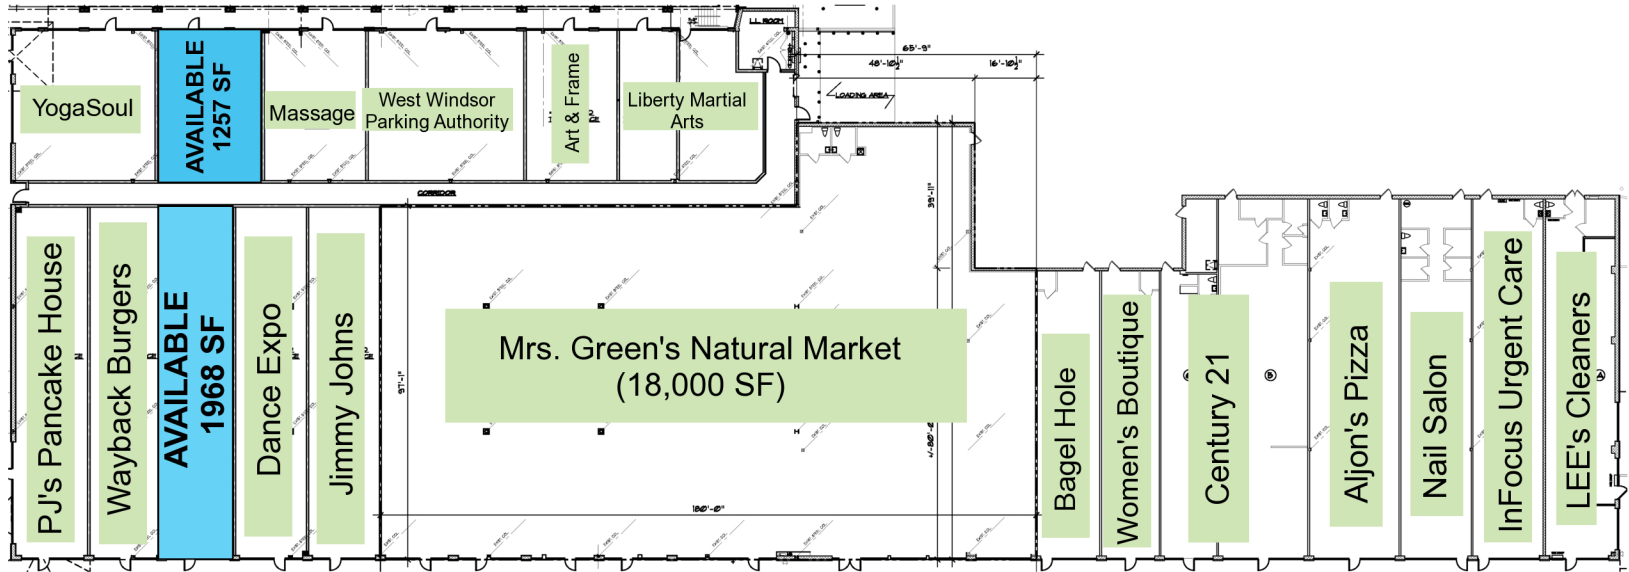 LL ROOM
65'-9"
48'-10½"
16'-10½"
LOADING AREA
YogaSoul
AVAILABLE
1257 SF
Massage
West Windsor
Parking Authority
Art & Frame
Liberty Martial
Arts
CORRIDOR
39'-11"
PJ's Pancake House
Wayback Burgers
AVAILABLE
1968 SF
Dance Expo
Jimmy Johns
97'-1"
Mrs. Green's Natural Market
(18,000 SF)
180'-0"
Bagel Hole
Women's Boutique
Century 21
B
Aljon's Pizza
Nail Salon
InFocus Urgent Care
LEE's Cleaners
A